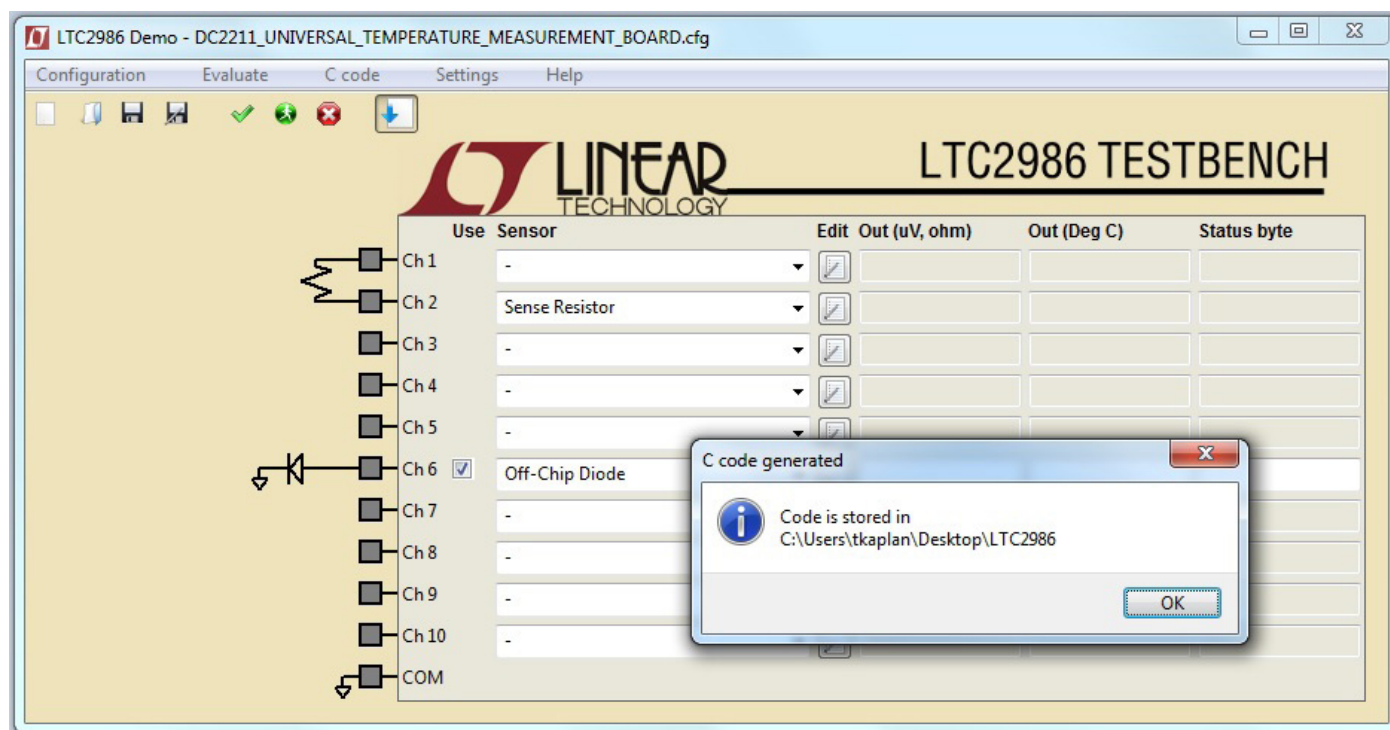 LTC2986 Demo - DC2211_UNIVERSAL_TEMPERATURE_MEASUREMENT_BOARD.cfg
Configuration Evaluate C code Settings Help
LINEAR TECHNOLOGY
LTC2986 TESTBENCH
Use Sensor Edit Out (uV, ohm) Out (Deg C) Status byte
Ch 1 -
Ch 2 Sense Resistor
Ch 3 -
Ch 4 -
Ch 5 -
Ch 6 Off-Chip Diode
Ch 7 -
Ch 8 -
Ch 9 -
Ch 10 -
COM
C code generated
Code is stored in
C:\Users\tkaplan\Desktop\LTC2986
OK